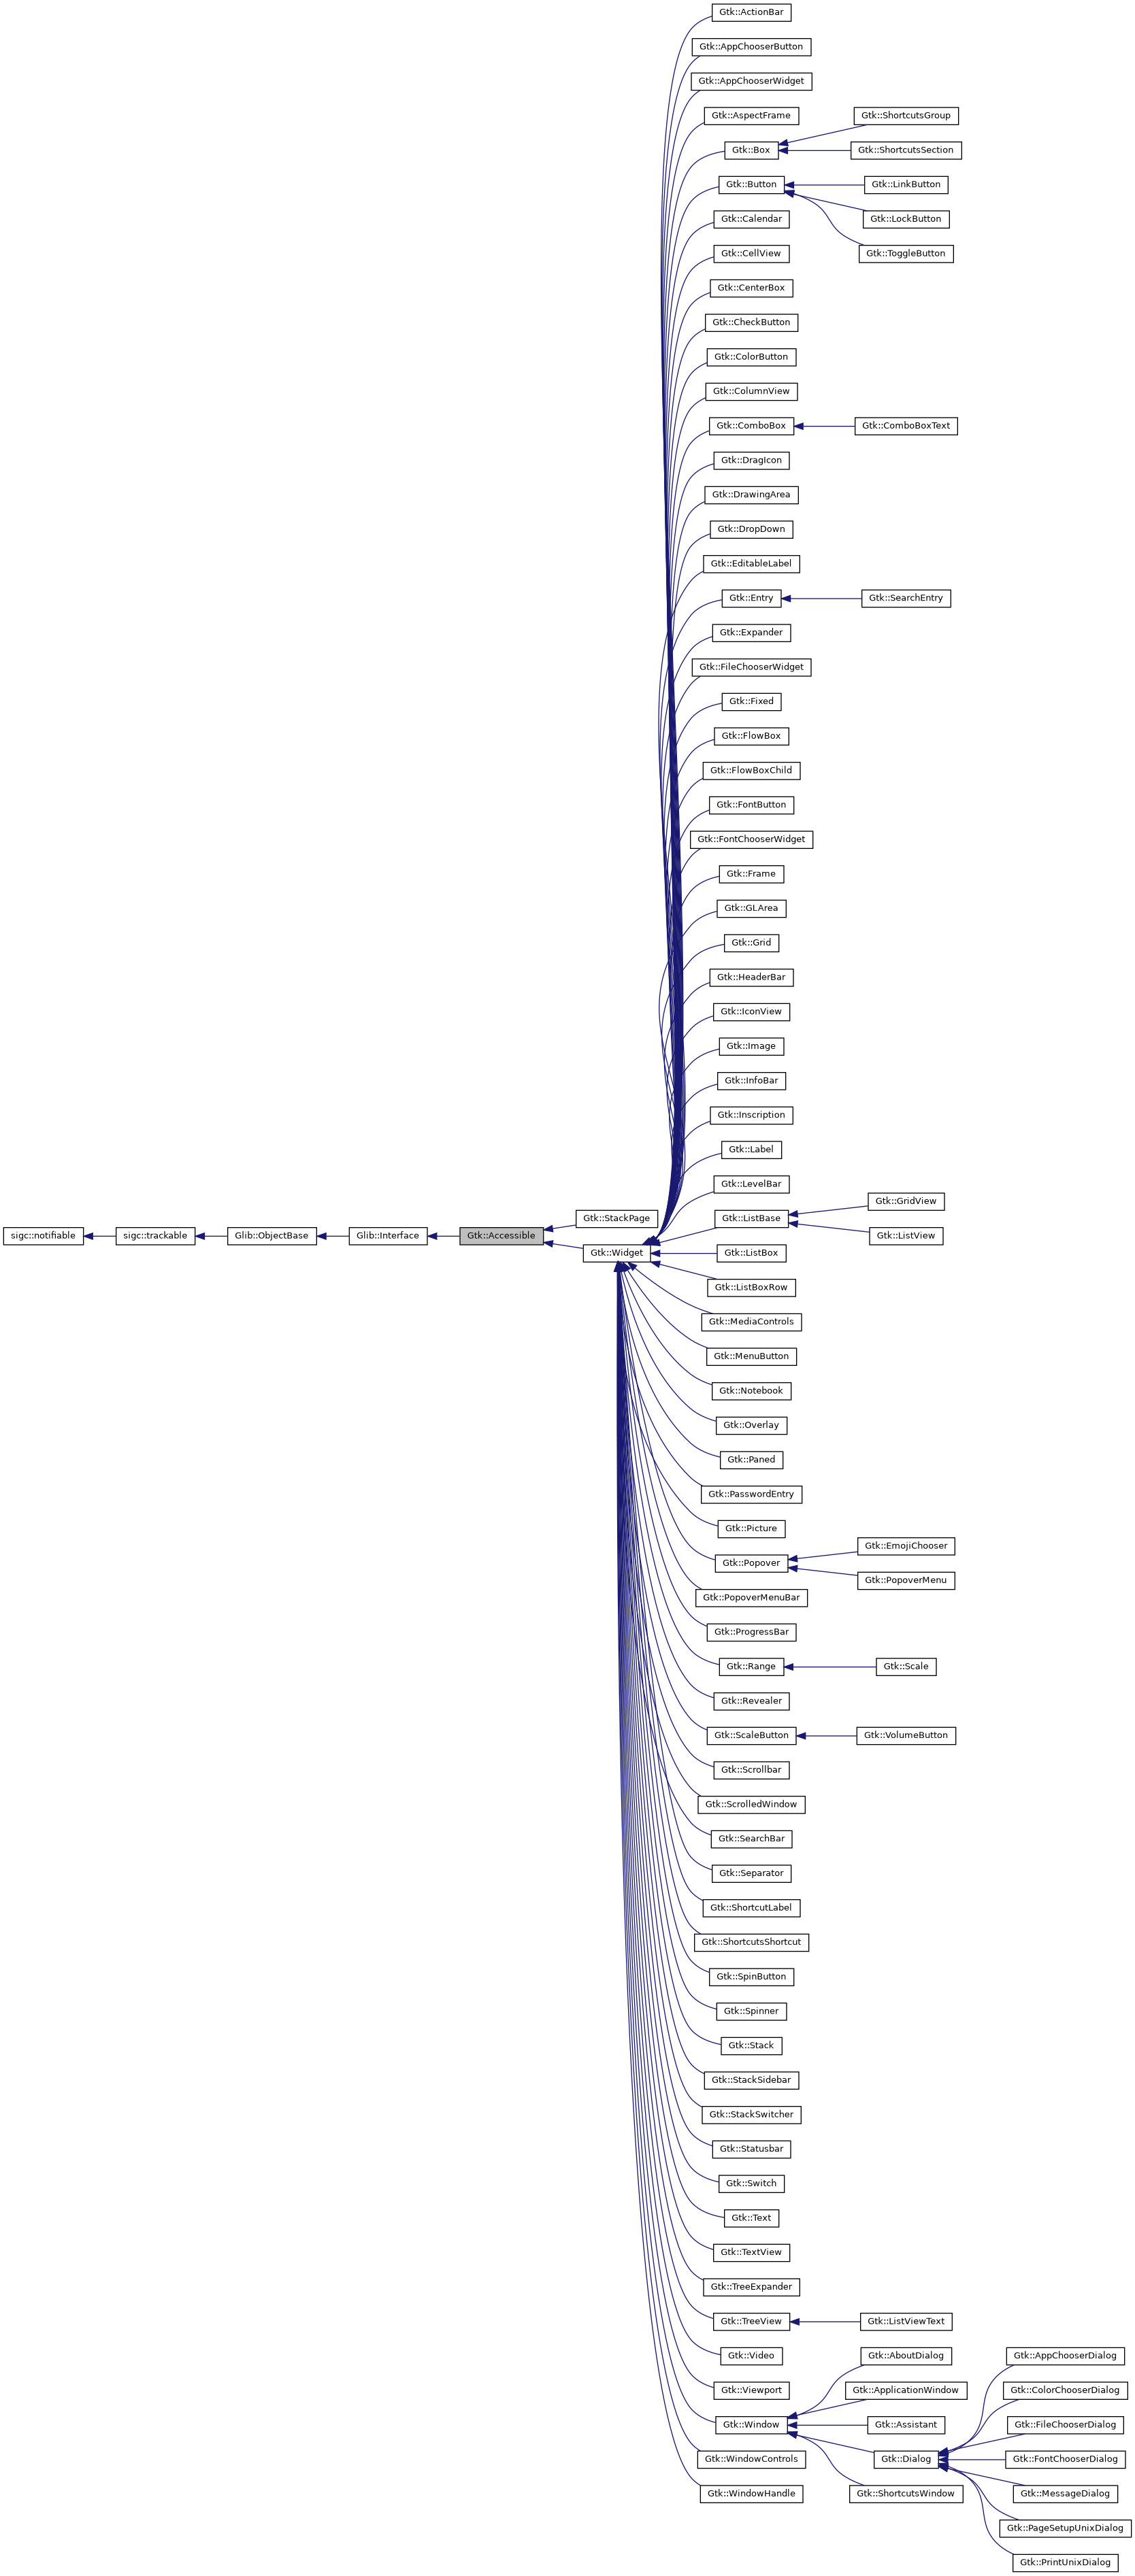 Gtk::ActionBar
Gtk::AppChooserButton
Gtk::AppChooserWidget
Gtk::AspectFrame
Gtk::ShortcutsGroup
Gtk::Box
Gtk::ShortcutsSection
Gtk::Button
Gtk::LinkButton
Gtk::Calendar
Gtk::LockButton
Gtk::CellView
Gtk::ToggleButton
Gtk::CenterBox
Gtk::CheckButton
Gtk::ColorButton
Gtk::ColumnView
Gtk::ComboBox
Gtk::ComboBoxText
Gtk::DragIcon
Gtk::DrawingArea
Gtk::DropDown
Gtk::EditableLabel
Gtk::Entry
Gtk::SearchEntry
Gtk::Expander
Gtk::FileChooserWidget
Gtk::Fixed
Gtk::FlowBox
Gtk::FlowBoxChild
Gtk::FontButton
Gtk::FontChooserWidget
Gtk::Frame
Gtk::GLArea
Gtk::Grid
Gtk::HeaderBar
Gtk::IconView
Gtk::Image
Gtk::InfoBar
Gtk::Inscription
Gtk::Label
Gtk::LevelBar
Gtk::GridView
Gtk::StackPage
Gtk::ListBase
Gtk::ListView
sigc::notifiable
sigc::trackable
Glib::ObjectBase
Glib::Interface
Gtk::Accessible
Gtk::Widget
Gtk::ListBox
Gtk::ListBoxRow
Gtk::MediaControls
Gtk::MenuButton
Gtk::Notebook
Gtk::Overlay
Gtk::Paned
Gtk::PasswordEntry
Gtk::Picture
Gtk::EmojiChooser
Gtk::Popover
Gtk::PopoverMenu
Gtk::PopoverMenuBar
Gtk::ProgressBar
Gtk::Range
Gtk::Scale
Gtk::Revealer
Gtk::ScaleButton
Gtk::VolumeButton
Gtk::Scrollbar
Gtk::ScrolledWindow
Gtk::SearchBar
Gtk::Separator
Gtk::ShortcutLabel
Gtk::ShortcutsShortcut
Gtk::SpinButton
Gtk::Spinner
Gtk::Stack
Gtk::StackSidebar
Gtk::StackSwitcher
Gtk::Statusbar
Gtk::Switch
Gtk::Text
Gtk::TextView
Gtk::TreeExpander
Gtk::TreeView
Gtk::ListViewText
Gtk::Video
Gtk::AboutDialog
Gtk::AppChooserDialog
Gtk::Viewport
Gtk::ApplicationWindow
Gtk::ColorChooserDialog
Gtk::Window
Gtk::Assistant
Gtk::FileChooserDialog
Gtk::WindowControls
Gtk::Dialog
Gtk::FontChooserDialog
Gtk::WindowHandle
Gtk::ShortcutsWindow
Gtk::MessageDialog
Gtk::PageSetupUnixDialog
Gtk::PrintUnixDialog